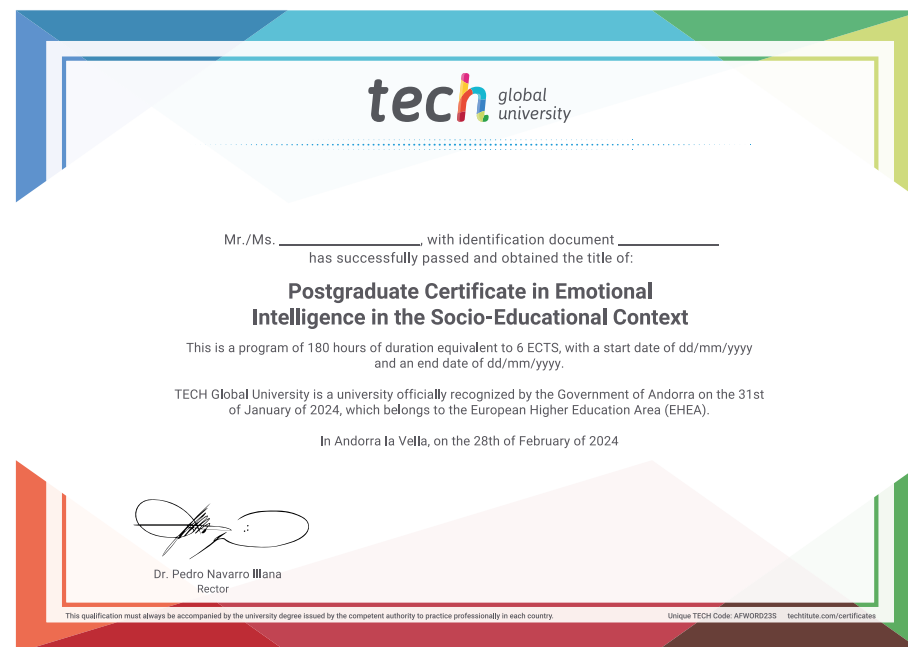 tech global
university
Mr./Ms. ____________, with identification document ____________
has successfully passed and obtained the title of:
Postgraduate Certificate in Emotional
Intelligence in the Socio-Educational Context
This is a program of 180 hours of duration equivalent to 6 ECTS, with a start date of dd/mm/yyyy
and an end date of dd/mm/yyyy.
TECH Global University is a university officially recognized by the Government of Andorra on the 31st
of January of 2024, which belongs to the European Higher Education Area (EHEA).
In Andorra la Vella, on the 28th of February of 2024
Dr. Pedro Navarro Illana
Rector
This qualification must always be accompanied by the university degree issued by the competent authority to practice professionally in each country.
Unique TECH Code: AFWORD23S techtitute.com/certificates